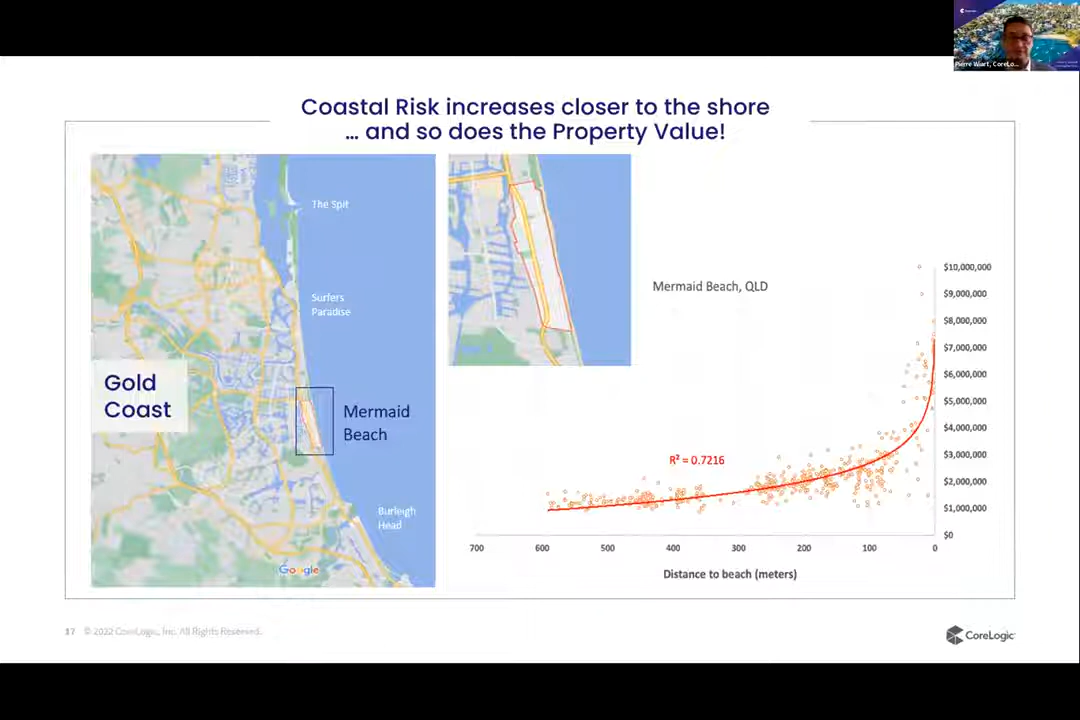 CoreLogic
Pierre Wiart, CoreLo...
Coastal Risk increases closer to the shore
... and so does the Property Value!
The Spit
Surfers
Paradise
Gold
Coast
Mermaid
Beach
Burleigh
Head
Google
Mermaid Beach, QLD
$10,000,000
$9,000,000
$8,000,000
$7,000,000
$6,000,000
$5,000,000
$4,000,000
$3,000,000
$2,000,000
$1,000,000
$0
R² = 0.7216
700 600 500 400 300 200 100 0
Distance to beach (meters)
17 © 2022 CoreLogic, Inc. All Rights Reserved.
CoreLogic